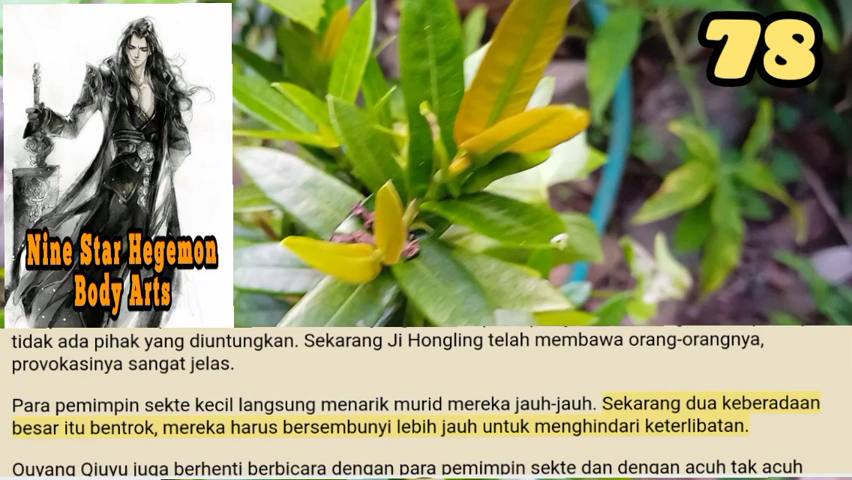 78
Nine Star Hegemon
Body Arts
tidak ada pihak yang diuntungkan. Sekarang Ji Hongling telah membawa orang-orangnya,
provokasinya sangat jelas.
Para pemimpin sekte kecil langsung menarik murid mereka jauh-jauh. Sekarang dua keberadaan
besar itu bentrok, mereka harus bersembunyi lebih jauh untuk menghindari keterlibatan.
Ouyang Qiuyu juga berhenti berbicara dengan para pemimpin sekte dan dengan acuh tak acuh